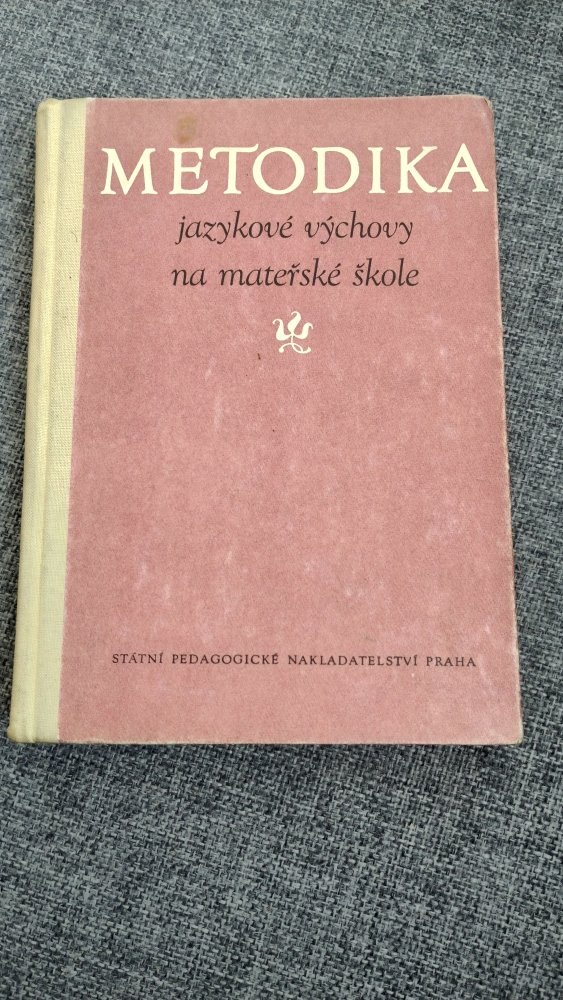 METODIKA
jazykové výchovy
na mateřské škole
STÁTNÍ PEDAGOGICKÉ NAKLADATELSTVÍ PRAHA